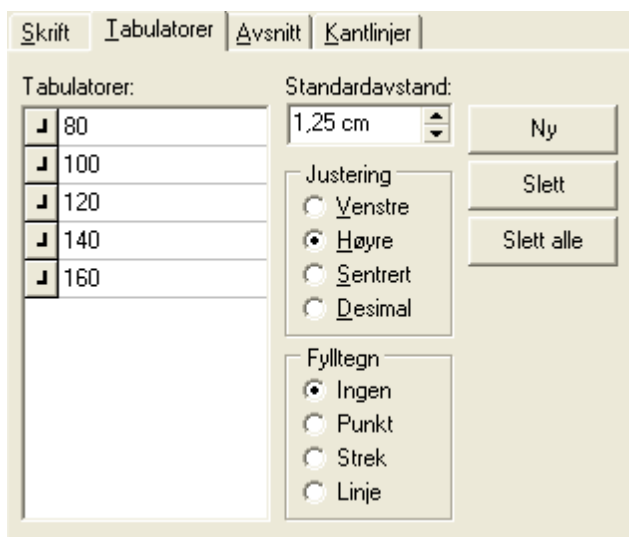 Skrift Tabulatorer Avsnitt Kantlinjer
Tabulatorer:
80
100
120
140
160
Standardavstand:
1,25 cm
Justering
Venstre
Høyre
Sentrert
Desimal
Fylltegn
Ingen
Punkt
Strek
Linje
Ny
Slett
Slett alle